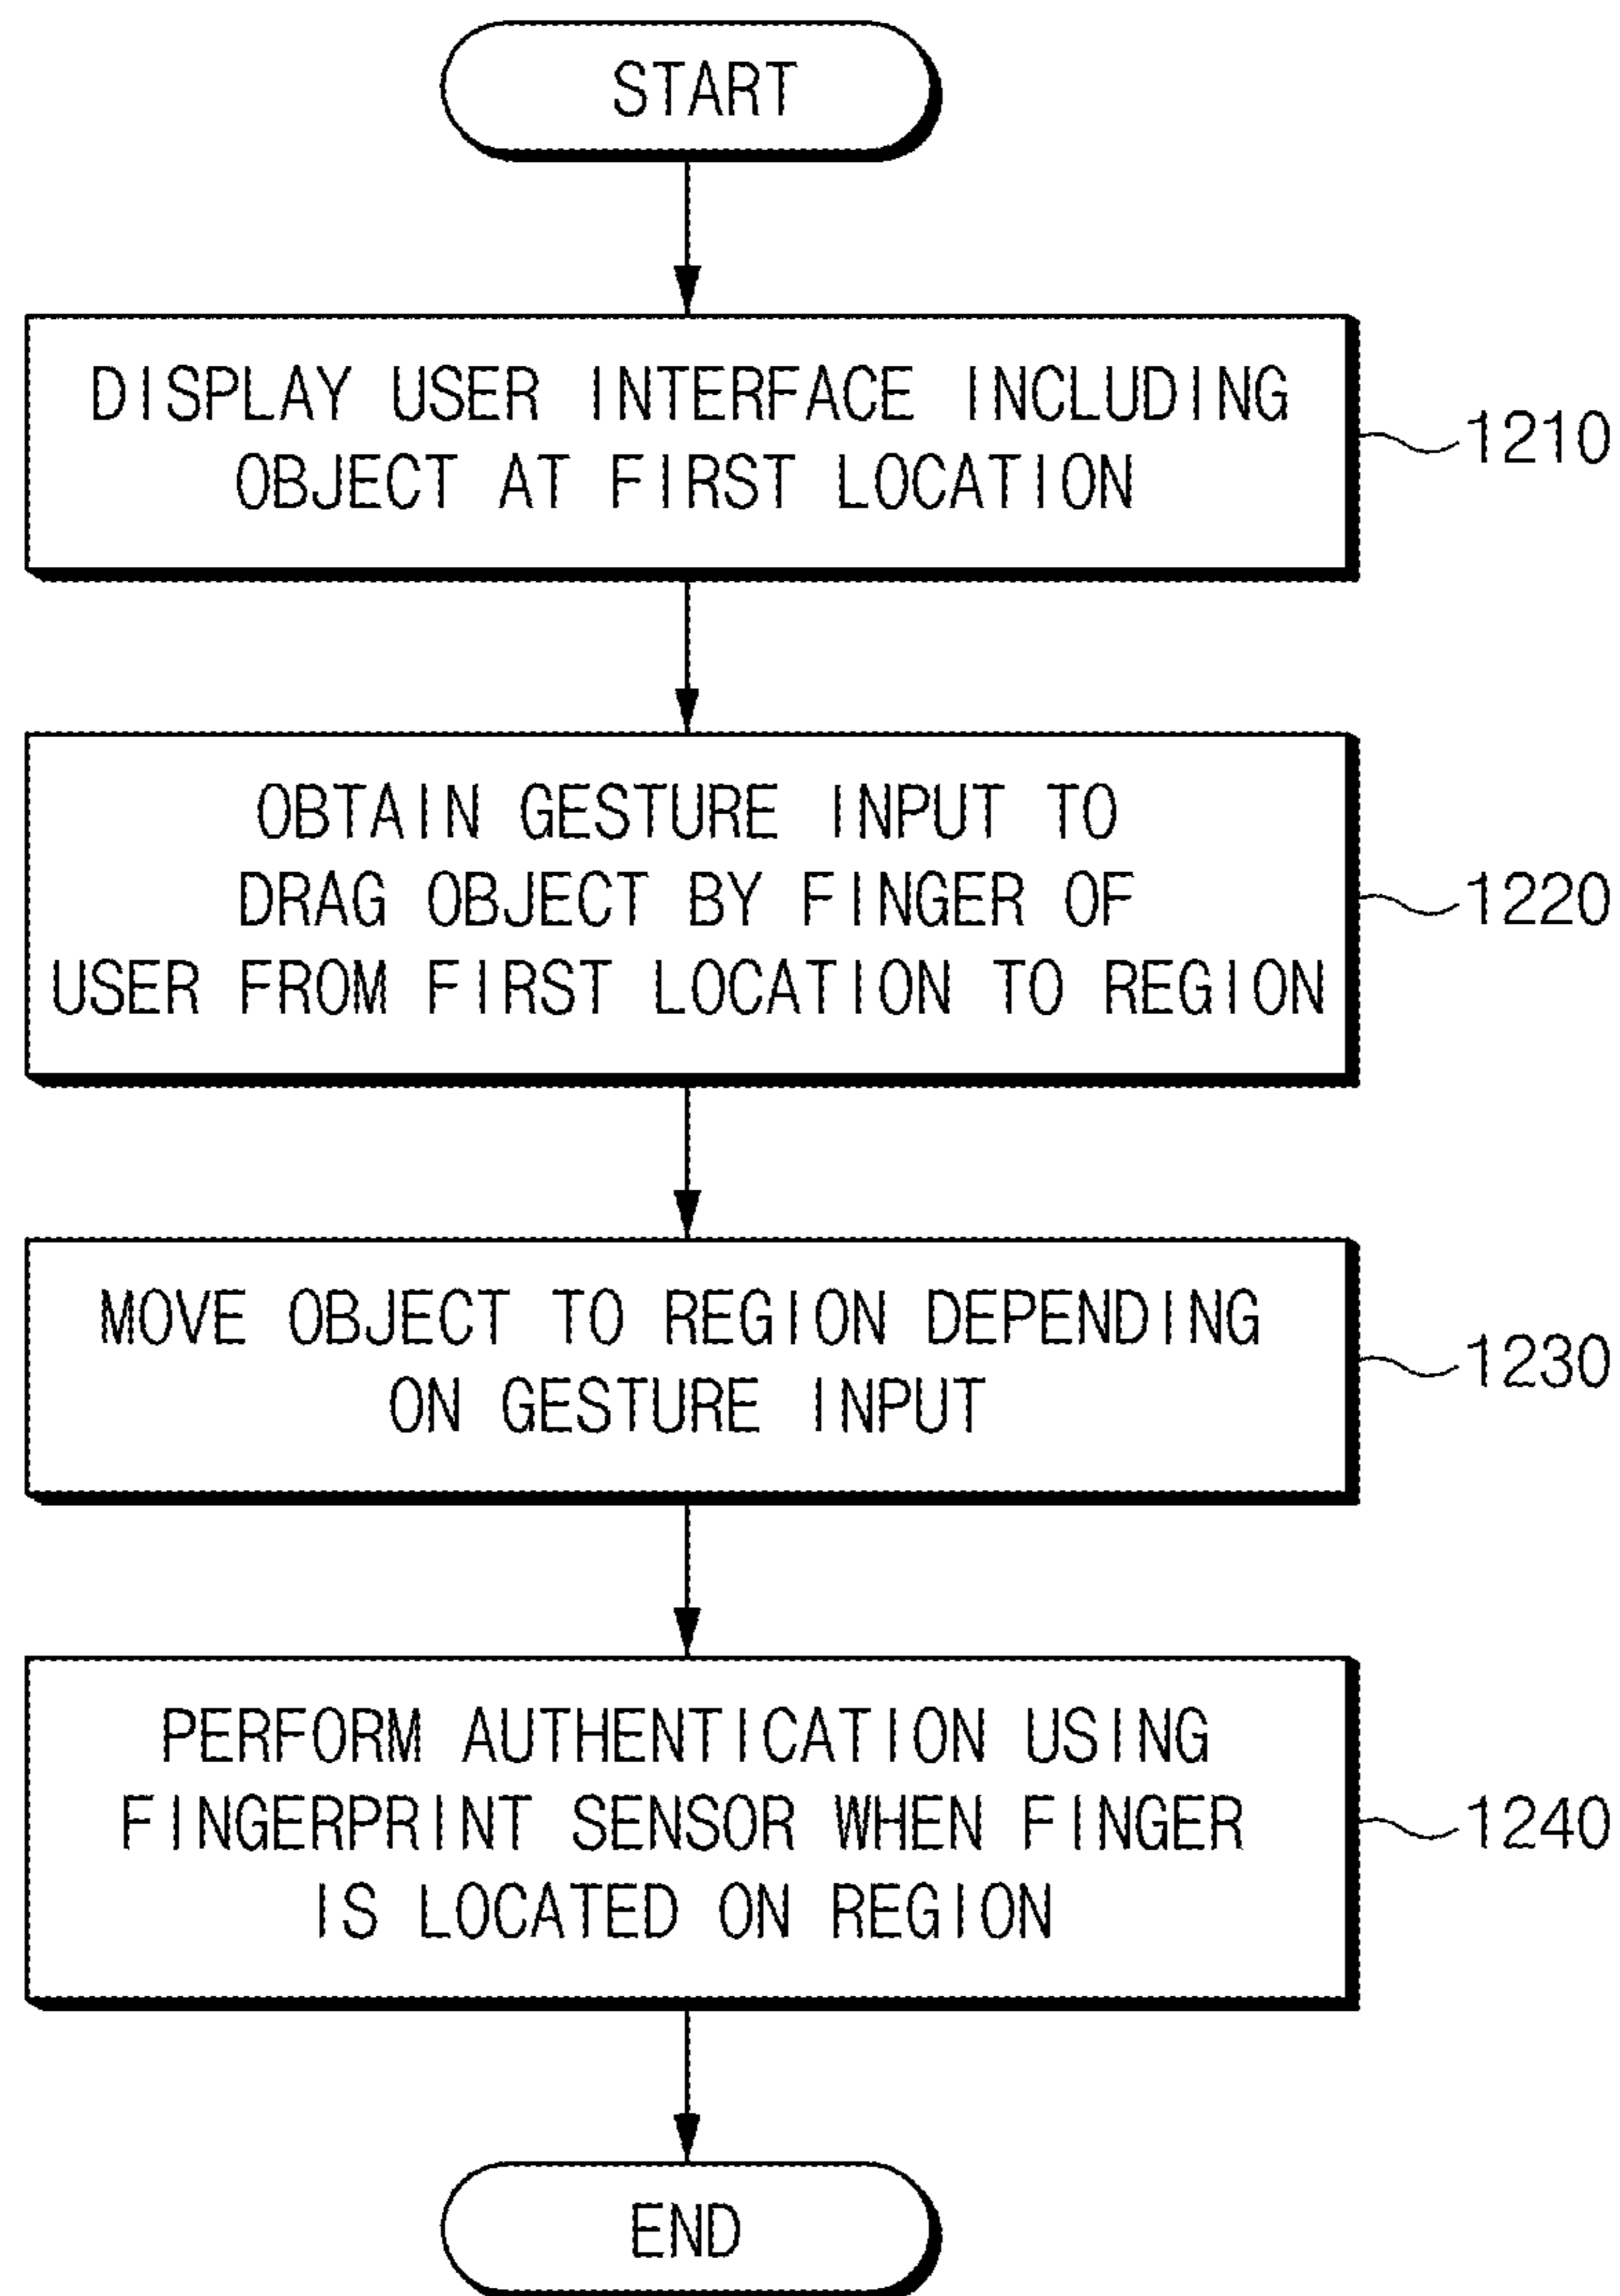 START
DISPLAY USER INTERFACE INCLUDING
OBJECT AT FIRST LOCATION
1210
OBTAIN GESTURE INPUT TO
DRAG OBJECT BY FINGER OF
USER FROM FIRST LOCATION TO REGION
1220
MOVE OBJECT TO REGION DEPENDING
ON GESTURE INPUT
1230
PERFORM AUTHENTICATION USING
FINGERPRINT SENSOR WHEN FINGER
IS LOCATED ON REGION
1240
END